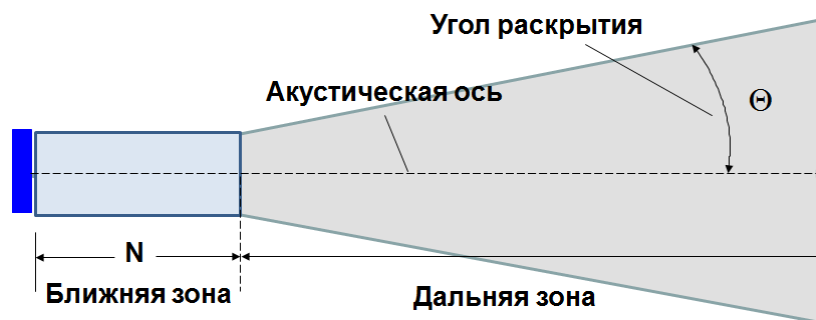 Угол раскрытия
Акустическая ось
Θ
N
Ближняя зона
Дальняя зона